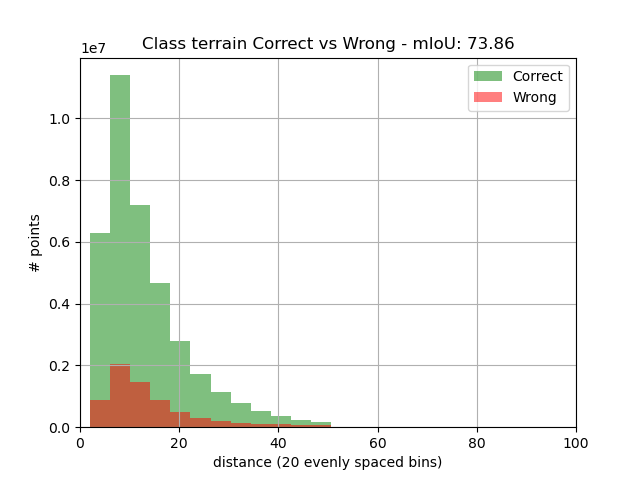 Class terrain Correct vs Wrong - mIoU: 73.86
1e7
Correct
Wrong
1.0
0.8
0.6
0.4
0.2
0.0
# points
0 20 40 60 80 100
distance (20 evenly spaced bins)